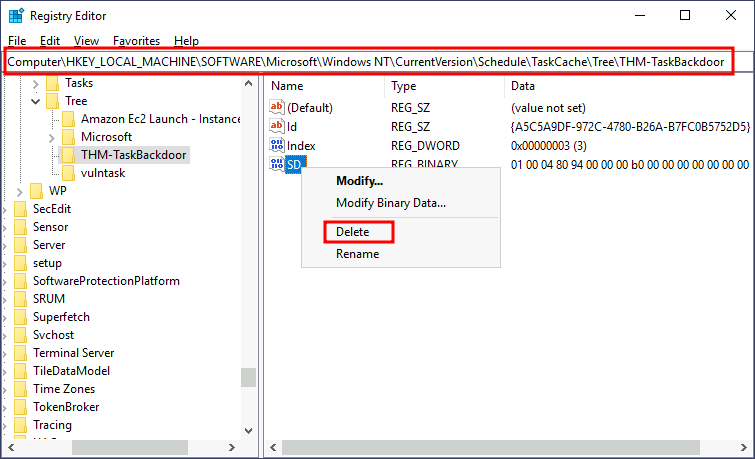 Registry Editor
File Edit View Favorites Help
Computer\HKEY_LOCAL_MACHINE\SOFTWARE\Microsoft\Windows NT\CurrentVersion\Schedule\TaskCache\Tree\THM-TaskBackdoor
Tasks
Tree
Amazon Ec2 Launch - Instance
Microsoft
THM-TaskBackdoor
vulntask
WP
SecEdit
Sensor
Server
setup
SoftwareProtectionPlatform
SRUM
Superfetch
Svchost
Terminal Server
TileDataModel
Time Zones
TokenBroker
Tracing
Name Type Data
(Default) REG_SZ (value not set)
Id REG_SZ {A5C5A9DF-972C-4780-B26A-B7FC0B5752D5}
Index REG_DWORD 0x00000003 (3)
SD REG_BINARY 01 00 04 80 94 00 00 00 b0 00 00 00 00 00 00 00
Modify...
Modify Binary Data...
Delete
Rename